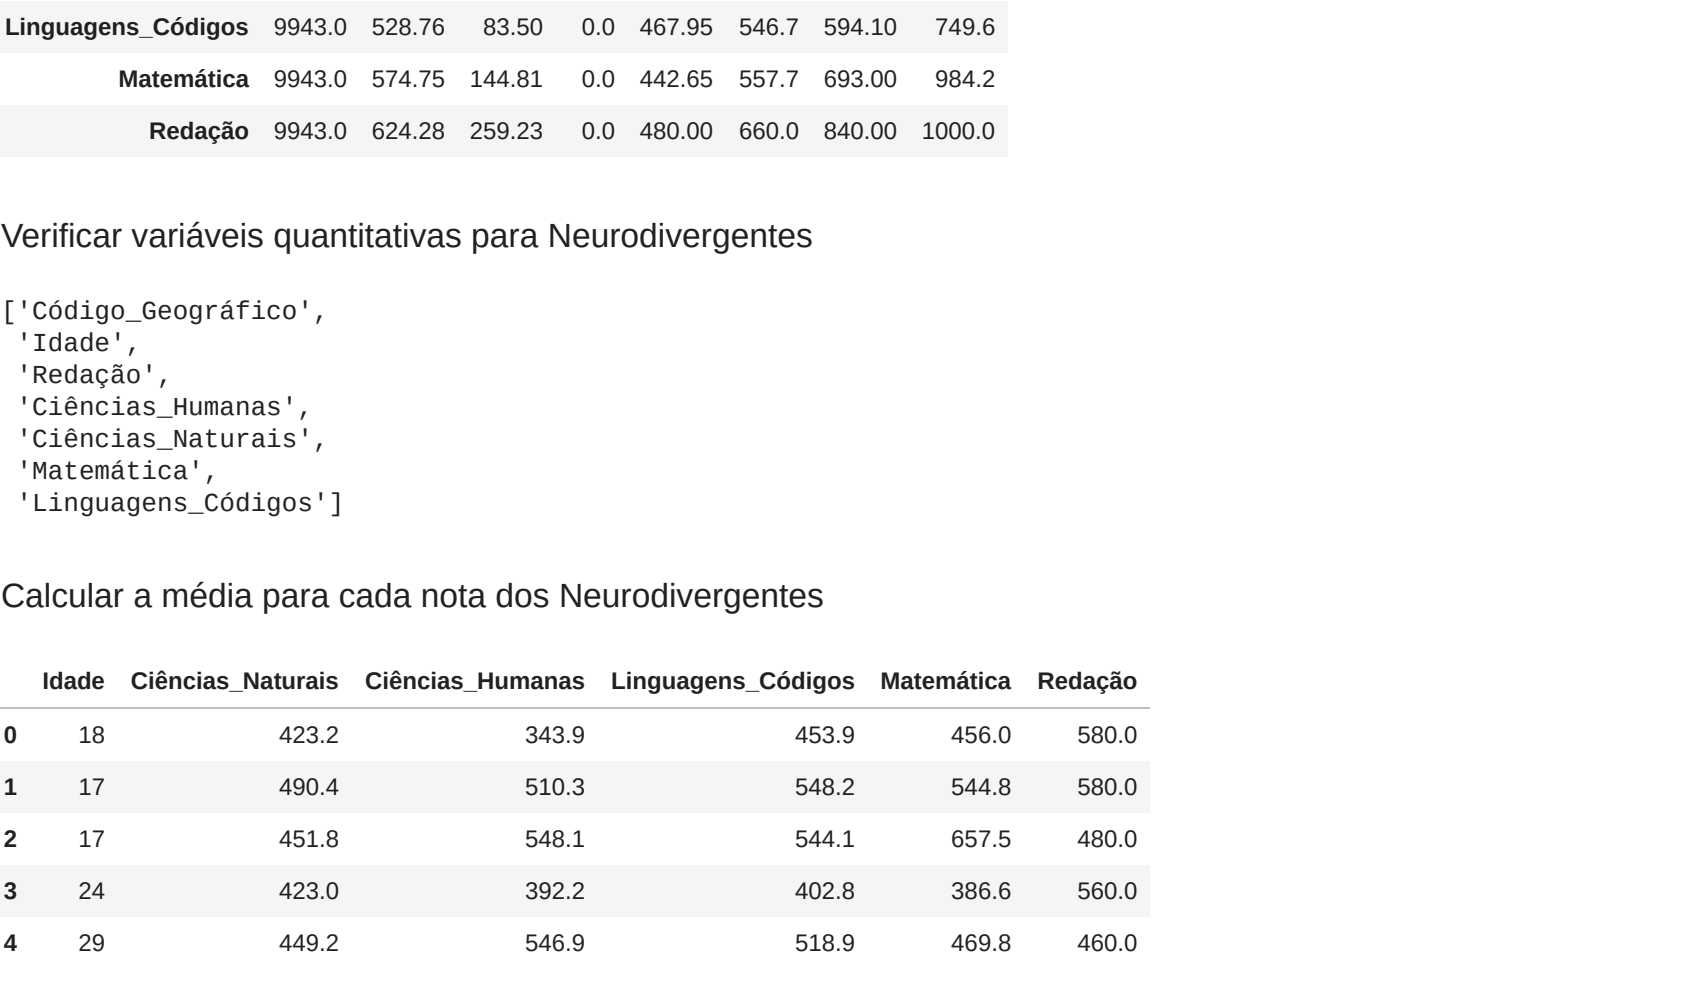 Linguagens_Códigos 9943.0 528.76 83.50 0.0 467.95 546.7 594.10 749.6
Matemática 9943.0 574.75 144.81 0.0 442.65 557.7 693.00 984.2
Redação 9943.0 624.28 259.23 0.0 480.00 660.0 840.00 1000.0
Verificar variáveis quantitativas para Neurodivergentes
['Código_Geográfico',
'Idade',
'Redação',
'Ciências_Humanas',
'Ciências_Naturais',
'Matemática',
'Linguagens_Códigos']
Calcular a média para cada nota dos Neurodivergentes
Idade Ciências_Naturais Ciências_Humanas Linguagens_Códigos Matemática Redação
0 18 423.2 343.9 453.9 456.0 580.0
1 17 490.4 510.3 548.2 544.8 580.0
2 17 451.8 548.1 544.1 657.5 480.0
3 24 423.0 392.2 402.8 386.6 560.0
4 29 449.2 546.9 518.9 469.8 460.0